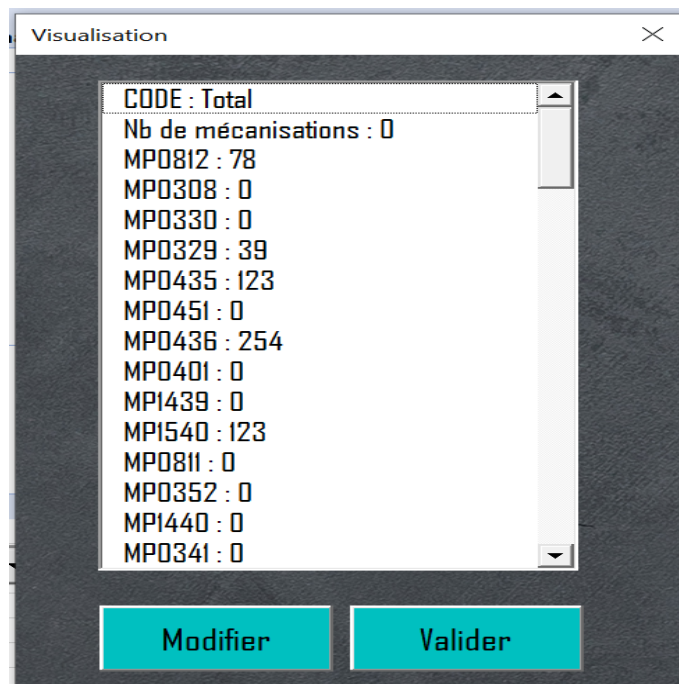 Visualisation
CODE : Total
Nb de mécanisations : 0
MP0812 : 78
MP0308 : 0
MP0330 : 0
MP0329 : 39
MP0435 : 123
MP0451 : 0
MP0436 : 254
MP0401 : 0
MP1439 : 0
MP1540 : 123
MP0811 : 0
MP0352 : 0
MP1440 : 0
MP0341 : 0
Modifier
Valider